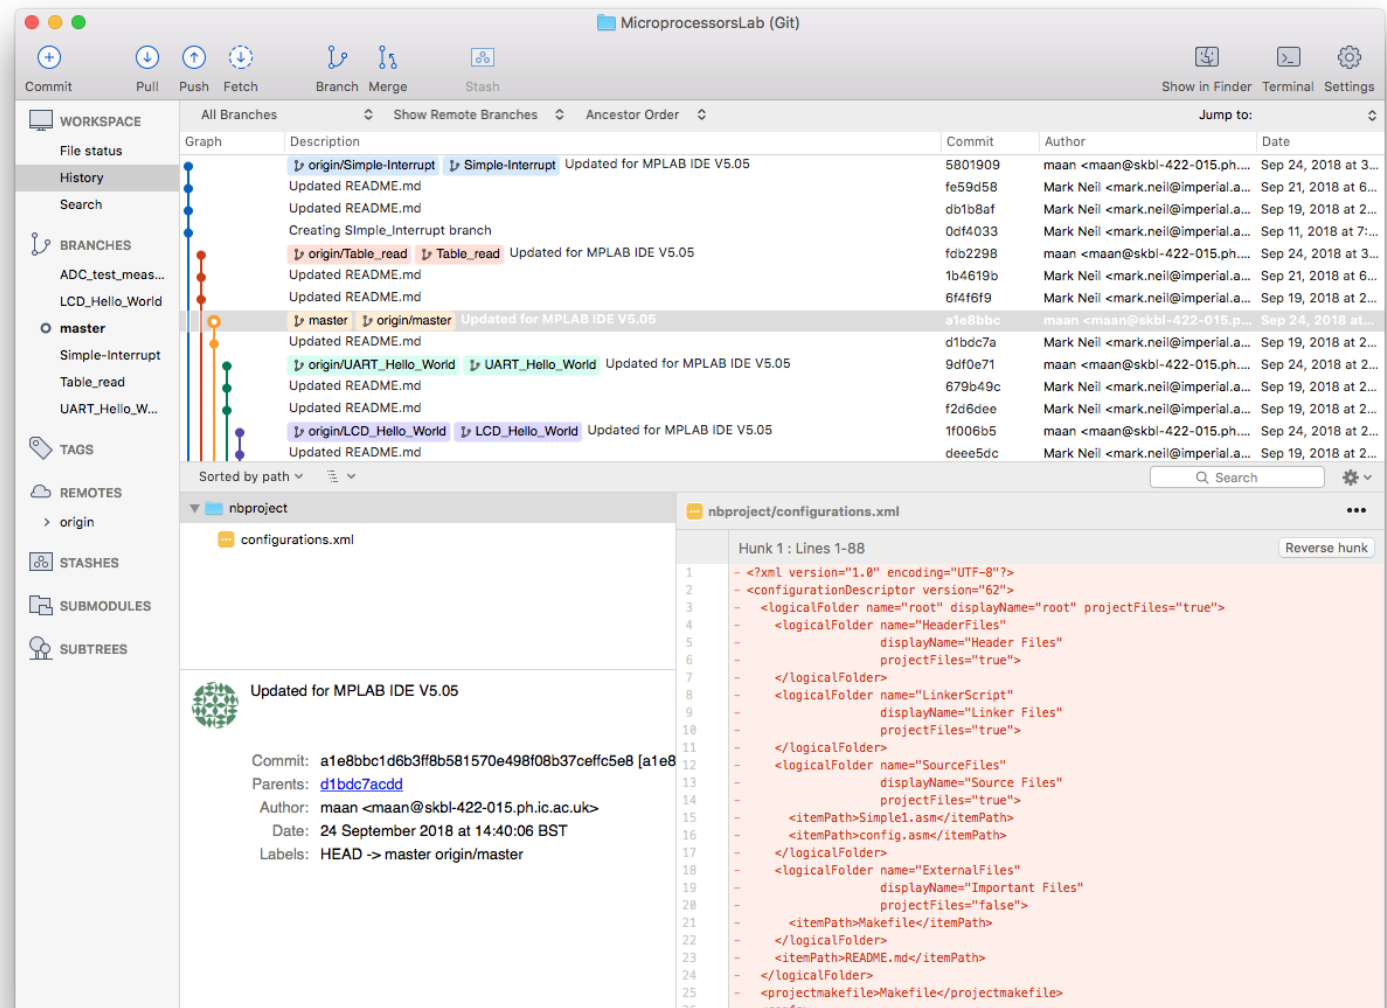 MicroprocessorsLab (Git)
Commit Pull Push Fetch Branch Merge Stash Show in Finder Terminal Settings
WORKSPACE
File status
History
Search
BRANCHES
ADC_test_meas...
LCD_Hello_World
master
Simple-Interrupt
Table_read
UART_Hello_W...
TAGS
REMOTES
origin
STASHES
SUBMODULES
SUBTREES
All Branches Show Remote Branches Ancestor Order Jump to:
Graph Description Commit Author Date
origin/Simple-Interrupt Simple-Interrupt Updated for MPLAB IDE V5.05 5801909 maan <maan@skbl-422-015.ph.... Sep 24, 2018 at 3...
Updated README.md fe59d58 Mark Neil <mark.neil@imperial.a... Sep 21, 2018 at 6...
Updated README.md db1b8af Mark Neil <mark.neil@imperial.a... Sep 19, 2018 at 2...
Creating SImple_Interrupt branch 0df4033 Mark Neil <mark.neil@imperial.a... Sep 11, 2018 at 7:...
origin/Table_read Table_read Updated for MPLAB IDE V5.05 fdb2298 maan <maan@skbl-422-015.ph.... Sep 24, 2018 at 3...
Updated README.md 1b4619b Mark Neil <mark.neil@imperial.a... Sep 21, 2018 at 6...
Updated README.md 6f4f6f9 Mark Neil <mark.neil@imperial.a... Sep 19, 2018 at 2...
master origin/master Updated for MPLAB IDE V5.05 a1e8bbc maan <maan@skbl-422-015.p... Sep 24, 2018 at...
Updated README.md d1bdc7a Mark Neil <mark.neil@imperial.a... Sep 19, 2018 at 2...
origin/UART_Hello_World UART_Hello_World Updated for MPLAB IDE V5.05 9df0e71 maan <maan@skbl-422-015.ph.... Sep 24, 2018 at 2...
Updated README.md 679b49c Mark Neil <mark.neil@imperial.a... Sep 19, 2018 at 2...
Updated README.md f2d6dee Mark Neil <mark.neil@imperial.a... Sep 19, 2018 at 2...
origin/LCD_Hello_World LCD_Hello_World Updated for MPLAB IDE V5.05 1f006b5 maan <maan@skbl-422-015.ph.... Sep 24, 2018 at 2...
Updated README.md deee5dc Mark Neil <mark.neil@imperial.a... Sep 19, 2018 at 2...
Sorted by path Search
nbproject
configurations.xml
Updated for MPLAB IDE V5.05
Commit: a1e8bbc1d6b3ff8b581570e498f08b37ceffc5e8 [a1e8
Parents: d1bdc7acdd
Author: maan <maan@skbl-422-015.ph.ic.ac.uk>
Date: 24 September 2018 at 14:40:06 BST
Labels: HEAD -> master origin/master
nbproject/configurations.xml
Hunk 1 : Lines 1-88 Reverse hunk
1 - <?xml version="1.0" encoding="UTF-8"?>
2 - <configurationDescriptor version="62">
3 - <logicalFolder name="root" displayName="root" projectFiles="true">
4 - <logicalFolder name="HeaderFiles"
5 - displayName="Header Files"
6 - projectFiles="true">
7 - </logicalFolder>
8 - <logicalFolder name="LinkerScript"
9 - displayName="Linker Files"
10 - projectFiles="true">
11 - </logicalFolder>
12 - <logicalFolder name="SourceFiles"
13 - displayName="Source Files"
14 - projectFiles="true">
15 - <itemPath>Simple1.asm</itemPath>
16 - <itemPath>config.asm</itemPath>
17 - </logicalFolder>
18 - <logicalFolder name="ExternalFiles"
19 - displayName="Important Files"
20 - projectFiles="false">
21 - <itemPath>Makefile</itemPath>
22 - </logicalFolder>
23 - <itemPath>README.md</itemPath>
24 - </logicalFolder>
25 - <projectmakefile>Makefile</projectmakefile>